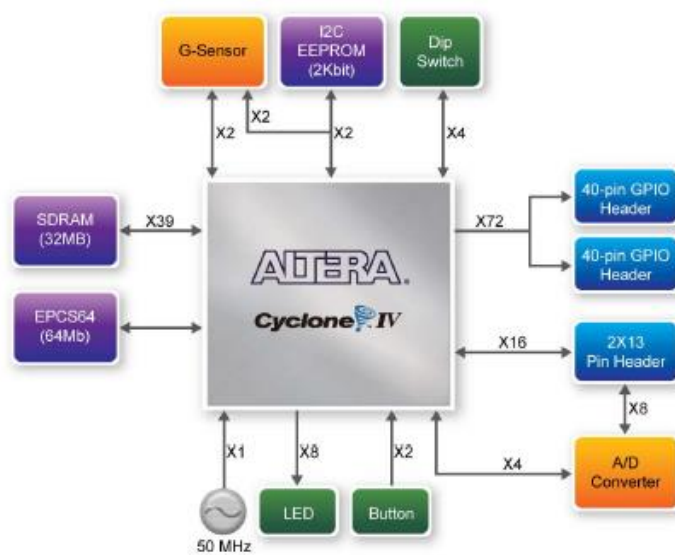 G-Sensor
I2C
EEPROM
(2Kbit)
Dip
Switch
X2
X2
X2
X4
SDRAM
(32MB)
X39
X72
40-pin GPIO
Header
40-pin GPIO
Header
ALTERA.
Cyclone IV
EPCS64
(64Mb)
X16
2X13
Pin Header
X8
X1
X8
X2
X4
A/D
Converter
LED
Button
50 MHz